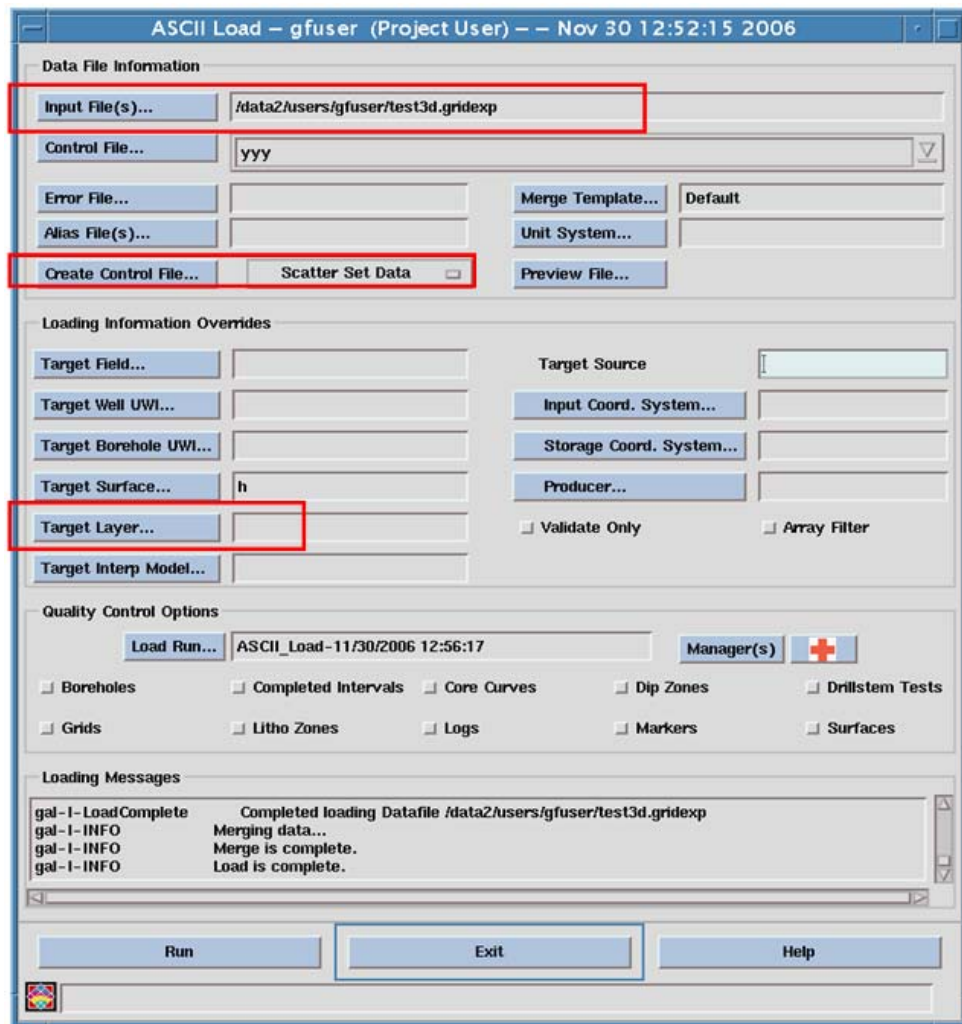 ASCII Load – gfuser (Project User) – – Nov 30 12:52:15 2006
Data File Information
Input File(s)... /data2/users/gfuser/test3d.gridexp
Control File... yyy
Error File... Merge Template... Default
Alias File(s)... Unit System...
Create Control File... Scatter Set Data Preview File...
Loading Information Overrides
Target Field... Target Source
Target Well UWI... Input Coord. System...
Target Borehole UWI... Storage Coord. System...
Target Surface... h Producer...
Target Layer... Validate Only Array Filter
Target Interp Model...
Quality Control Options
Load Run... ASCII_Load-11/30/2006 12:56:17 Manager(s)
Boreholes Completed Intervals Core Curves Dip Zones Drillstem Tests
Grids Litho Zones Logs Markers Surfaces
Loading Messages
gal-I-LoadComplete Completed loading Datafile /data2/users/gfuser/test3d.gridexp
gal-I-INFO Merging data...
gal-I-INFO Merge is complete.
gal-I-INFO Load is complete.
Run Exit Help